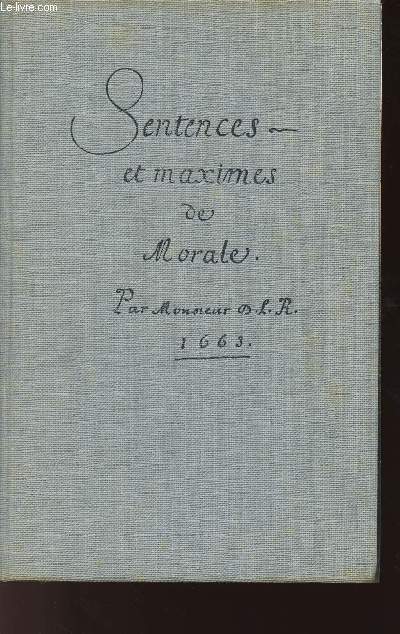 Le-livre.com
Sentences
et maximes
de
Morale.
Par Monsieur D L. R.
1663.